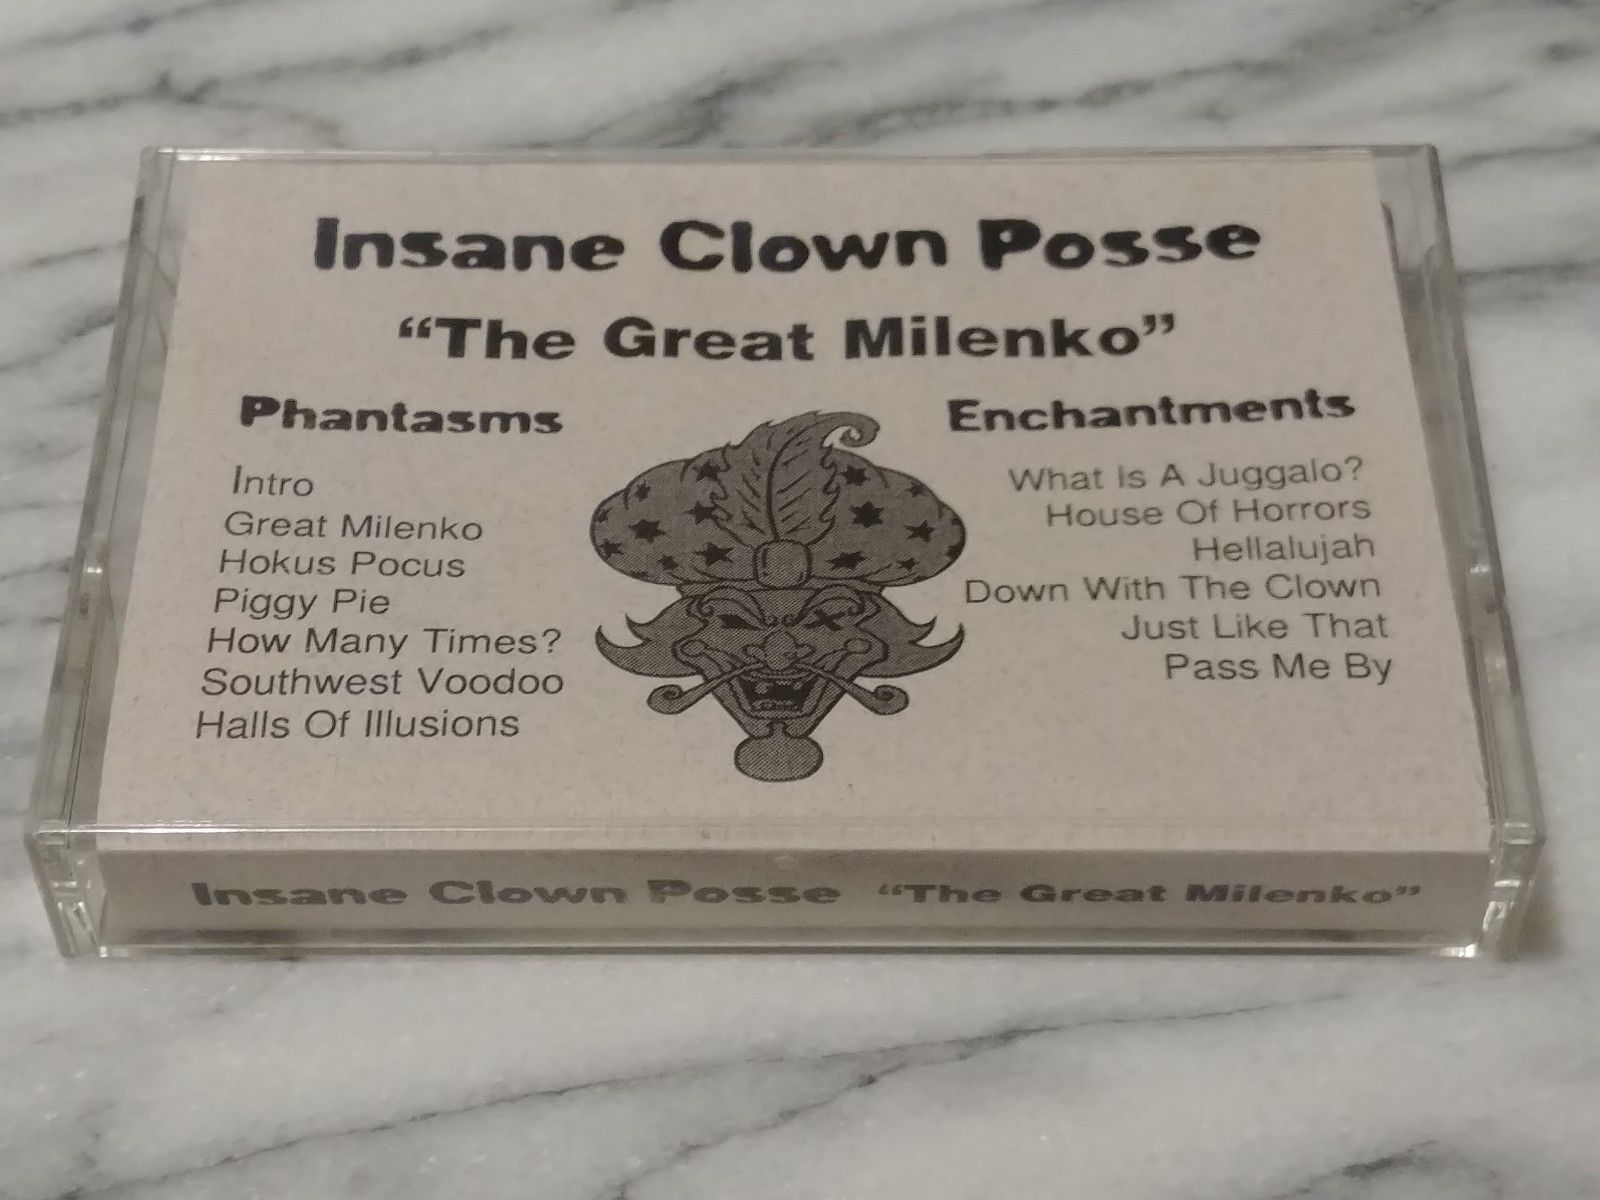 Insane Clown Posse
“The Great Milenko”
Phantasms
Intro
Great Milenko
Hokus Pocus
Piggy Pie
How Many Times?
Southwest Voodoo
Halls Of Illusions
Enchantments
What Is A Juggalo?
House Of Horrors
Hellalujah
Down With The Clown
Just Like That
Pass Me By
Insane Clown Posse “The Great Milenko”